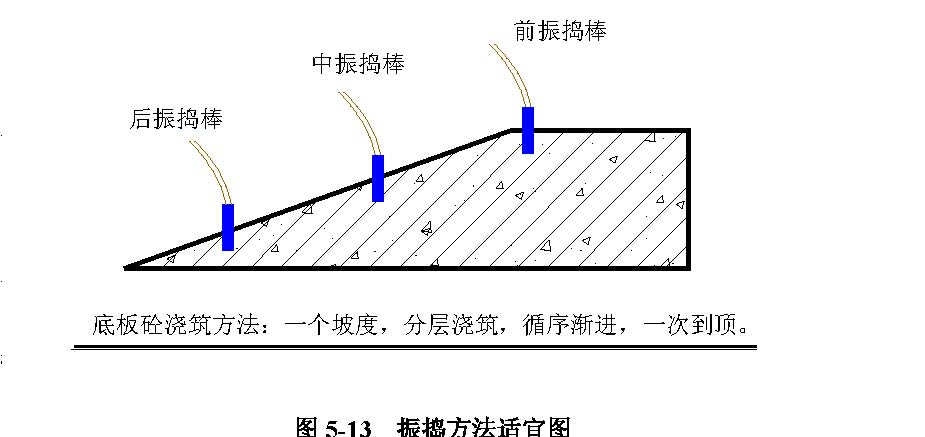 前振捣棒
中振捣棒
后振捣棒
底板砼浇筑方法：一个坡度，分层浇筑，循序渐进，一次到顶。
图 5-13 振捣方法适宜图